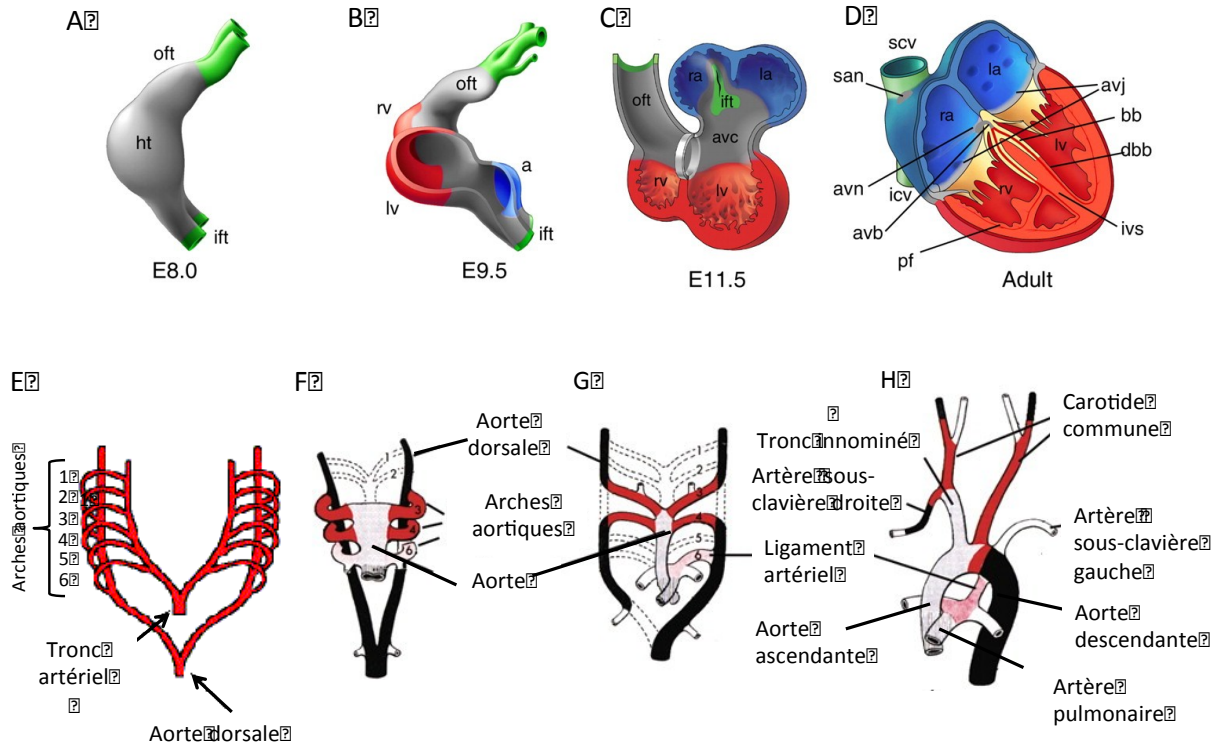 A
oft
ht
ift
E8.0
B
oft
rv
a
lv
ift
E9.5
C
ra
la
oft
ift
avc
rv
lv
E11.5
D
scv
la
san
avj
ra
bb
lv
dbb
avn
rv
icv
avb
ivs
pf
Adult
E
Arches aortiques
1
2
3
4
5
6
Tronc
artériel
Aorte dorsale
F
1
2
3
4
6
Aorte
dorsale
Arches
aortiques
Aorte
G
1
2
3
4
5
6
Tronc innominé
Artère sous-
clavière droite
Ligament
artériel
Aorte
ascendante
H
Carotide
commune
Artère
sous-clavière
gauche
Aorte
descendante
Artère
pulmonaire